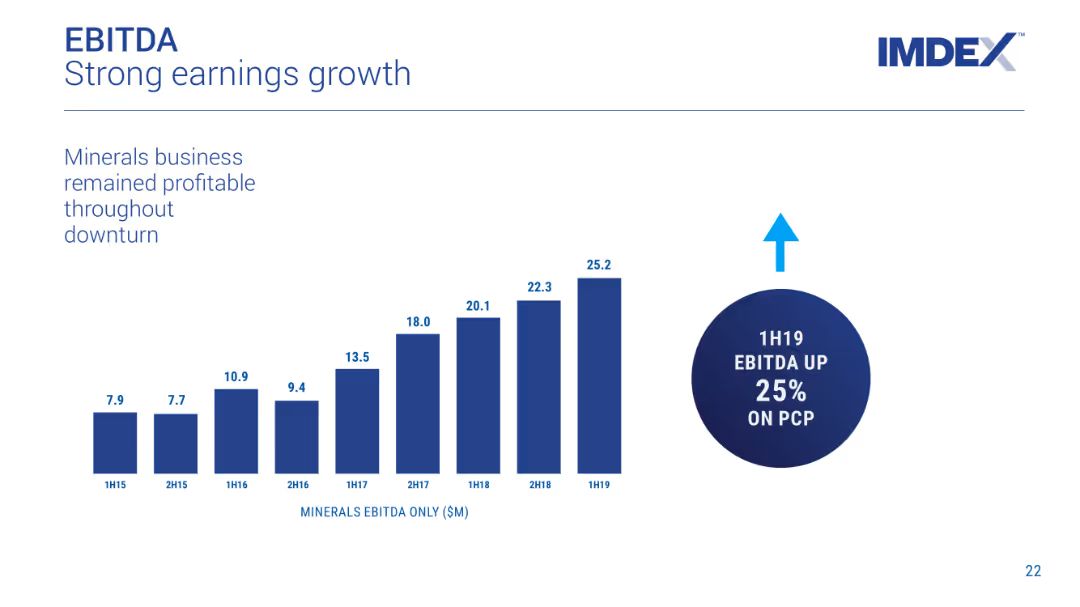 EBITDA
Strong earnings growth
IMDEX™
Minerals business
remained profitable
throughout
downturn
7.9
7.7
10.9
9.4
13.5
18.0
20.1
22.3
25.2
1H15
2H15
1H16
2H16
1H17
2H17
1H18
2H18
1H19
MINERALS EBITDA ONLY ($M)
1H19
EBITDA UP
25%
ON PCP
22